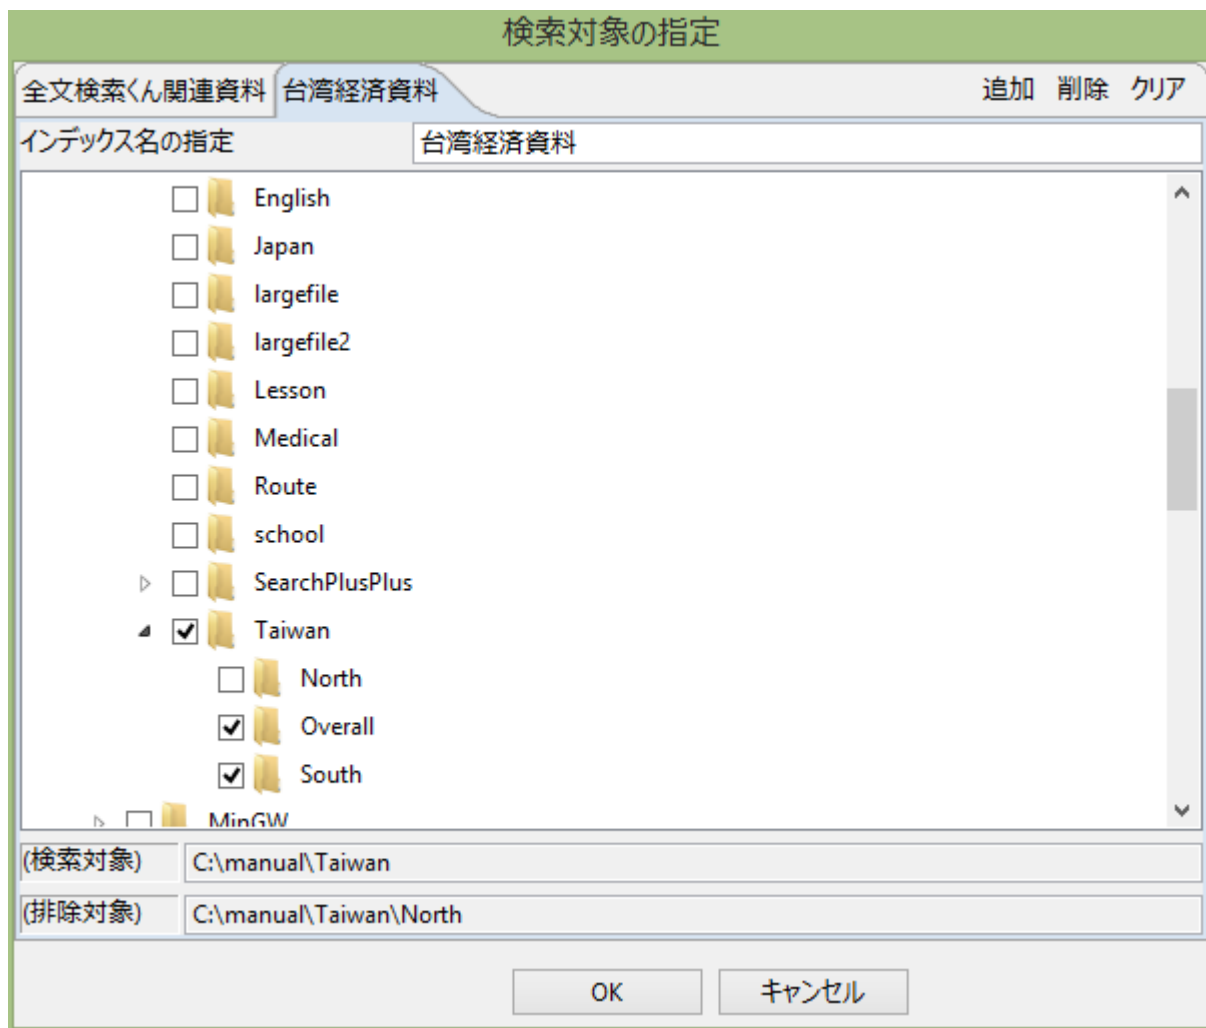 検索対象の指定
全文検索くん関連資料 台湾経済資料 追加 削除 クリア
インデックス名の指定 台湾経済資料
English
Japan
largefile
largefile2
Lesson
Medical
Route
school
SearchPlusPlus
Taiwan
North
Overall
South
MinGW
(検索対象) C:\manual\Taiwan
(排除対象) C:\manual\Taiwan\North
OK キャンセル